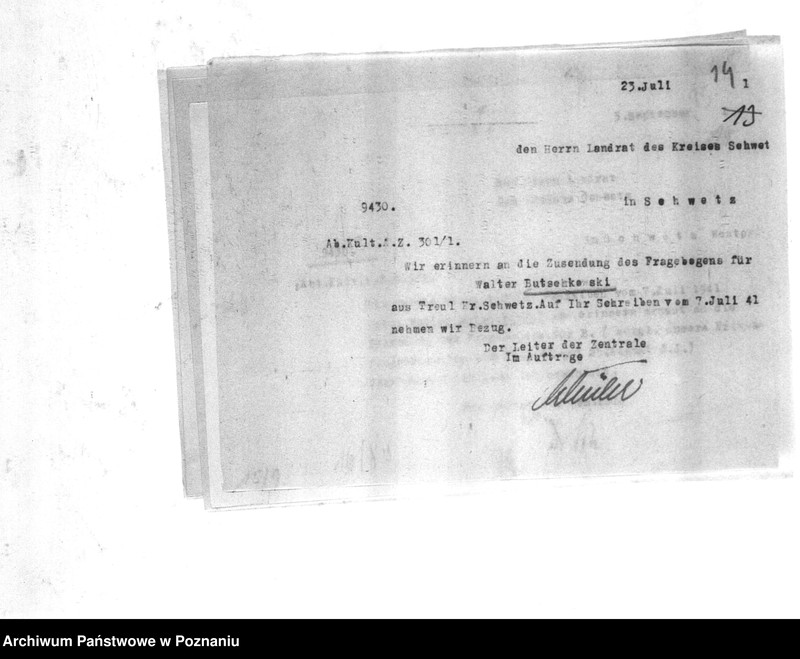 23.Juli
14
1
13
den Herrn Landrat des Kreises Schwet
9430.
in Schwetz
Ab.Kult.A.Z. 301/1.
Wir erinnern an die Zusendung des Fragebogens für
Walter Butschkowski
aus Treul Kr.Schwetz.Auf Ihr Schreiben vom 7.Juli 41
nehmen wir Bezug.
Der Leiter der Zentrale
Im Auftrage
Archiwum Państwowe w Poznaniu